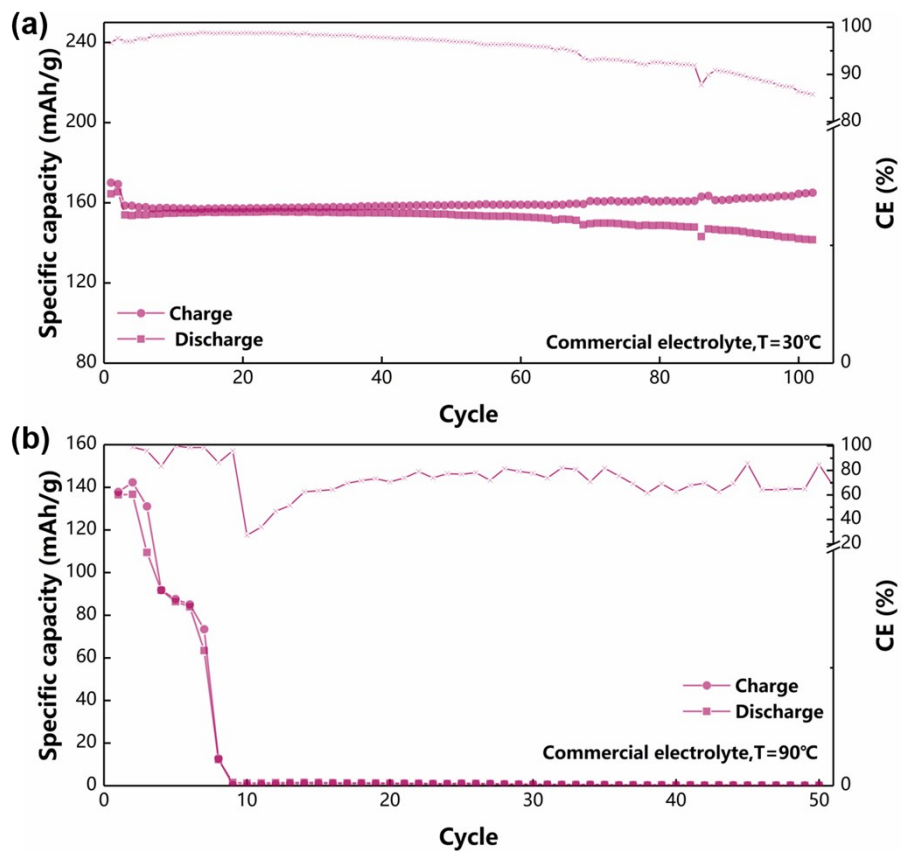 (a)
240
200
160
120
80
Specific capacity (mAh/g)
100
90
80
0
CE (%)
Charge
Discharge
Commercial electrolyte,T=30℃
0 20 40 60 80 100
Cycle
(b)
160
140
120
100
80
60
40
20
0
Specific capacity (mAh/g)
100
80
60
40
20
0
CE (%)
Charge
Discharge
Commercial electrolyte,T=90℃
0 10 20 30 40 50
Cycle